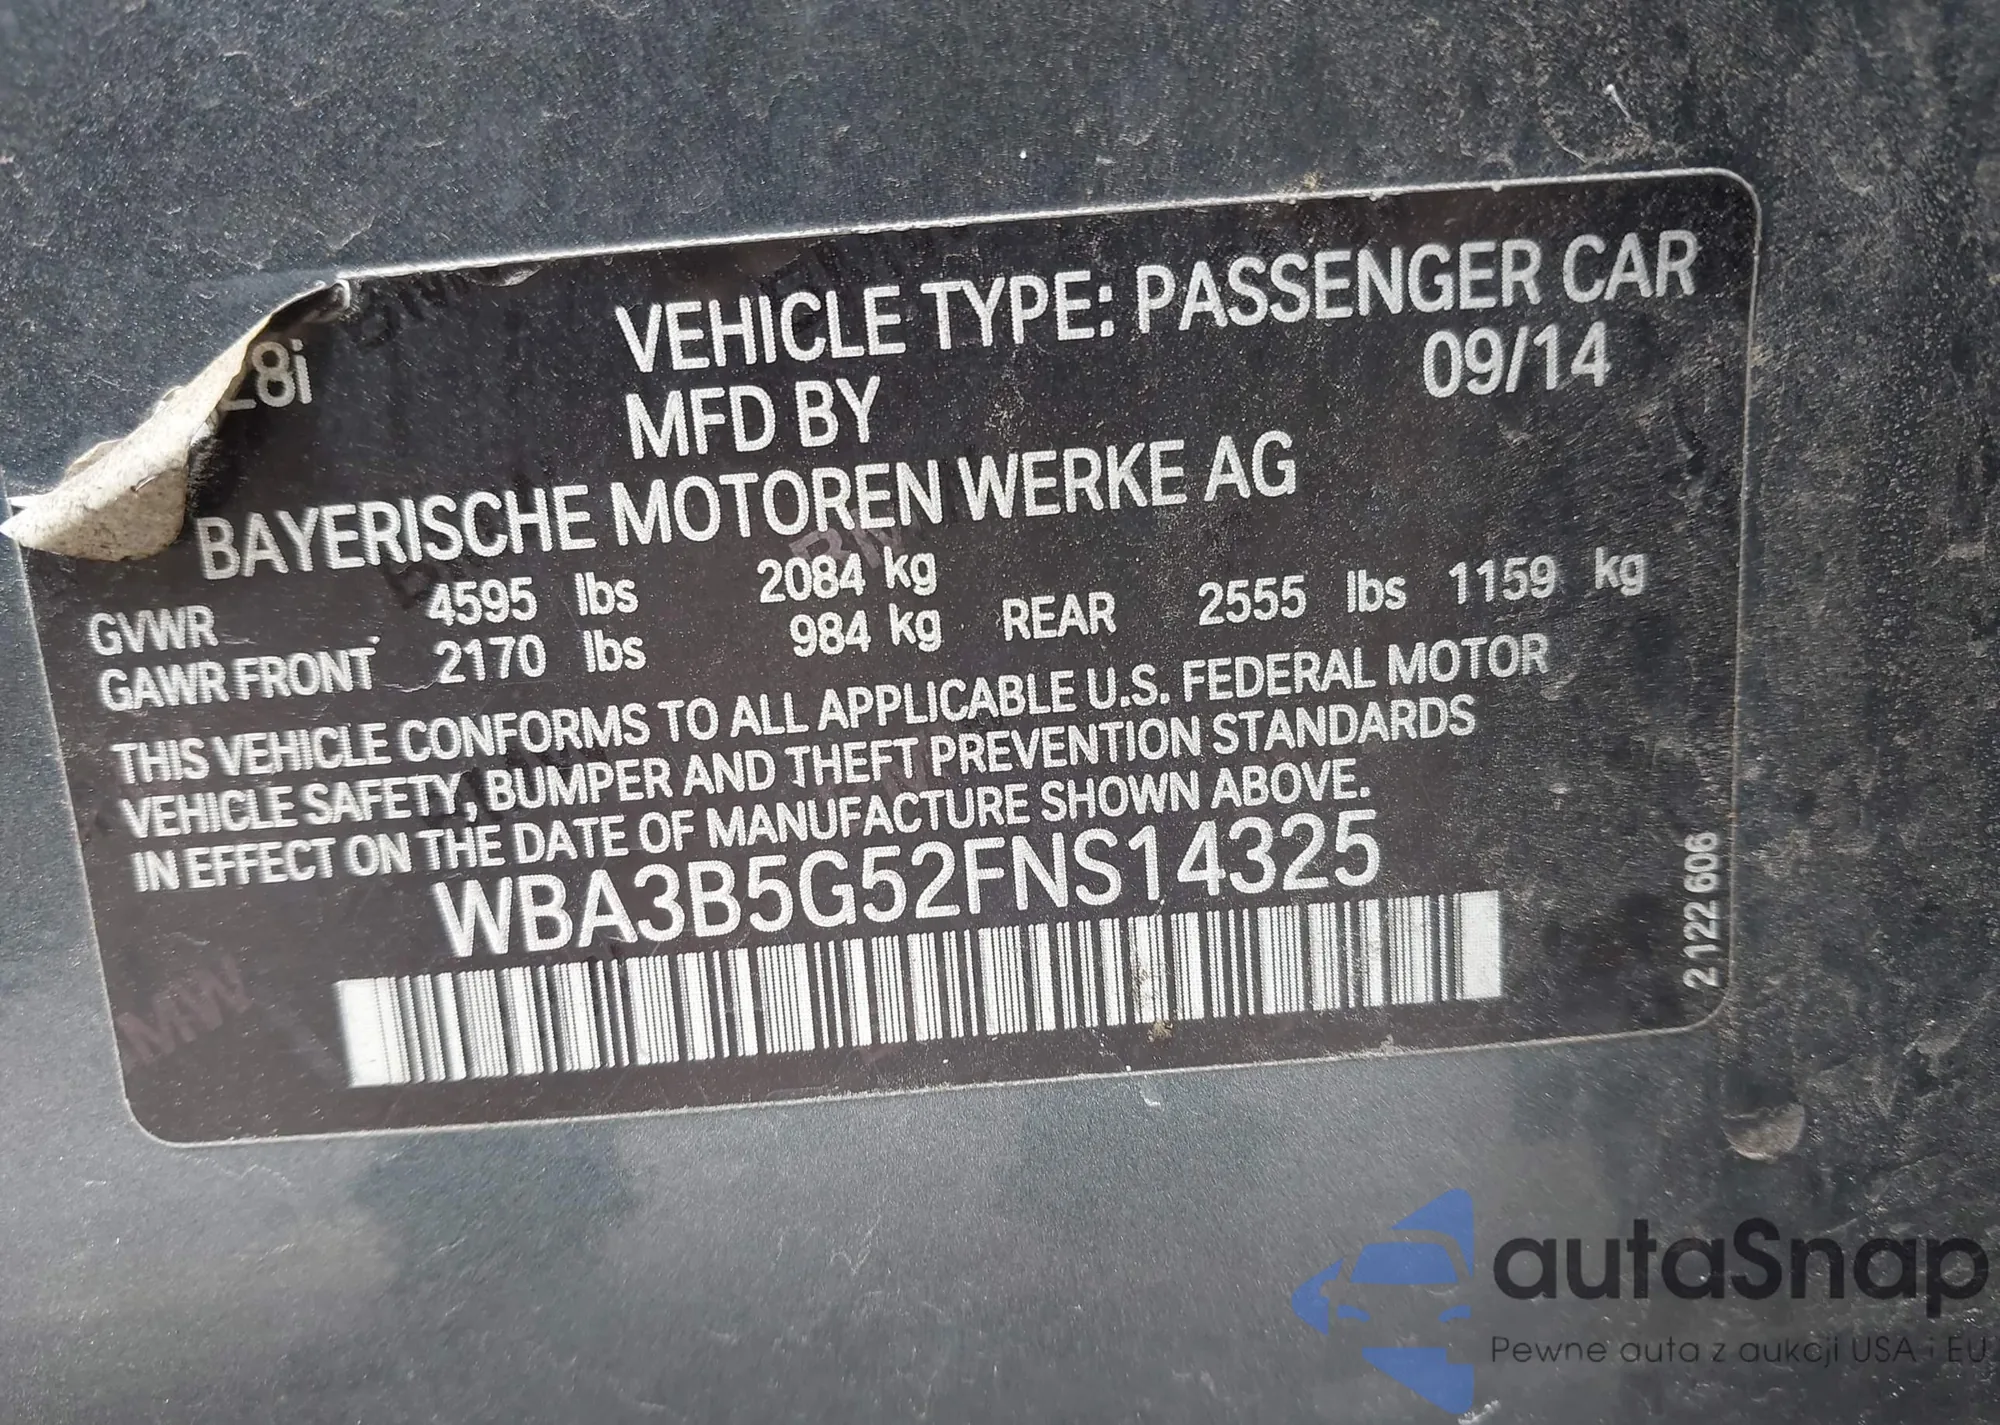 28i
VEHICLE TYPE: PASSENGER CAR
MFD BY 09/14
BAYERISCHE MOTOREN WERKE AG
GVWR 4595 lbs 2084 kg
GAWR FRONT 2170 lbs 984 kg REAR 2555 lbs 1159 kg
THIS VEHICLE CONFORMS TO ALL APPLICABLE U.S. FEDERAL MOTOR
VEHICLE SAFETY, BUMPER AND THEFT PREVENTION STANDARDS
IN EFFECT ON THE DATE OF MANUFACTURE SHOWN ABOVE.
WBA3B5G52FNS14325
2 122 606
BMW
autaSnap
Pewne auta z aukcji USA i EU